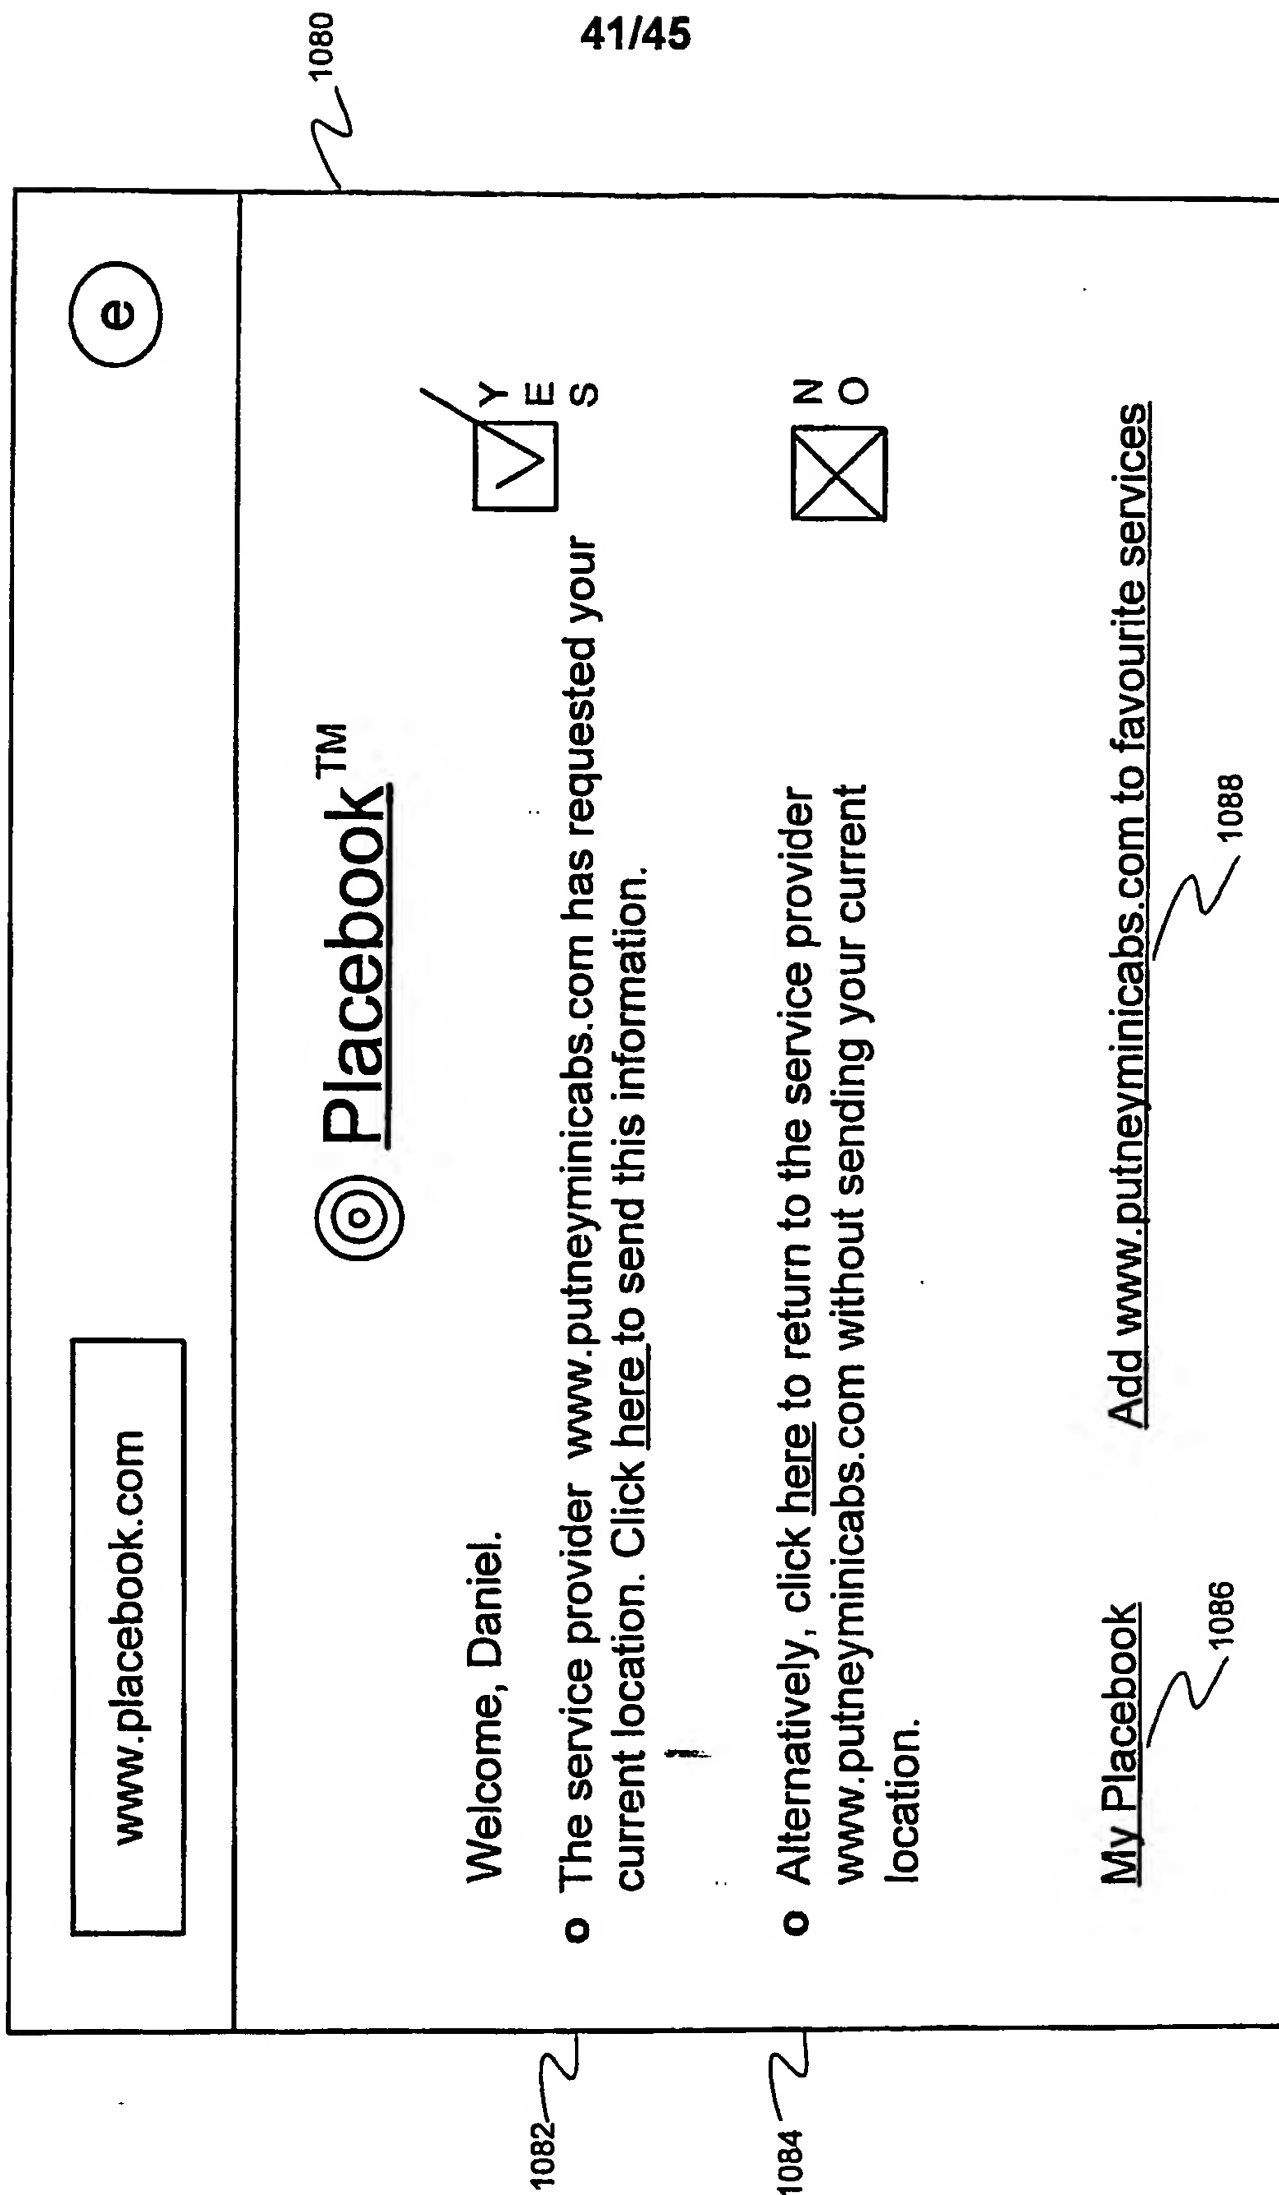 41/45
1080
www.placebook.com
e
Placebook™
Welcome, Daniel.
YES
1082
o The service provider www.putneyminicabs.com has requested your
current location. Click here to send this information.
NO
1084
o Alternatively, click here to return to the service provider
www.putneyminicabs.com without sending your current
location.
My Placebook
Add www.putneyminicabs.com to favourite services
1086
1088